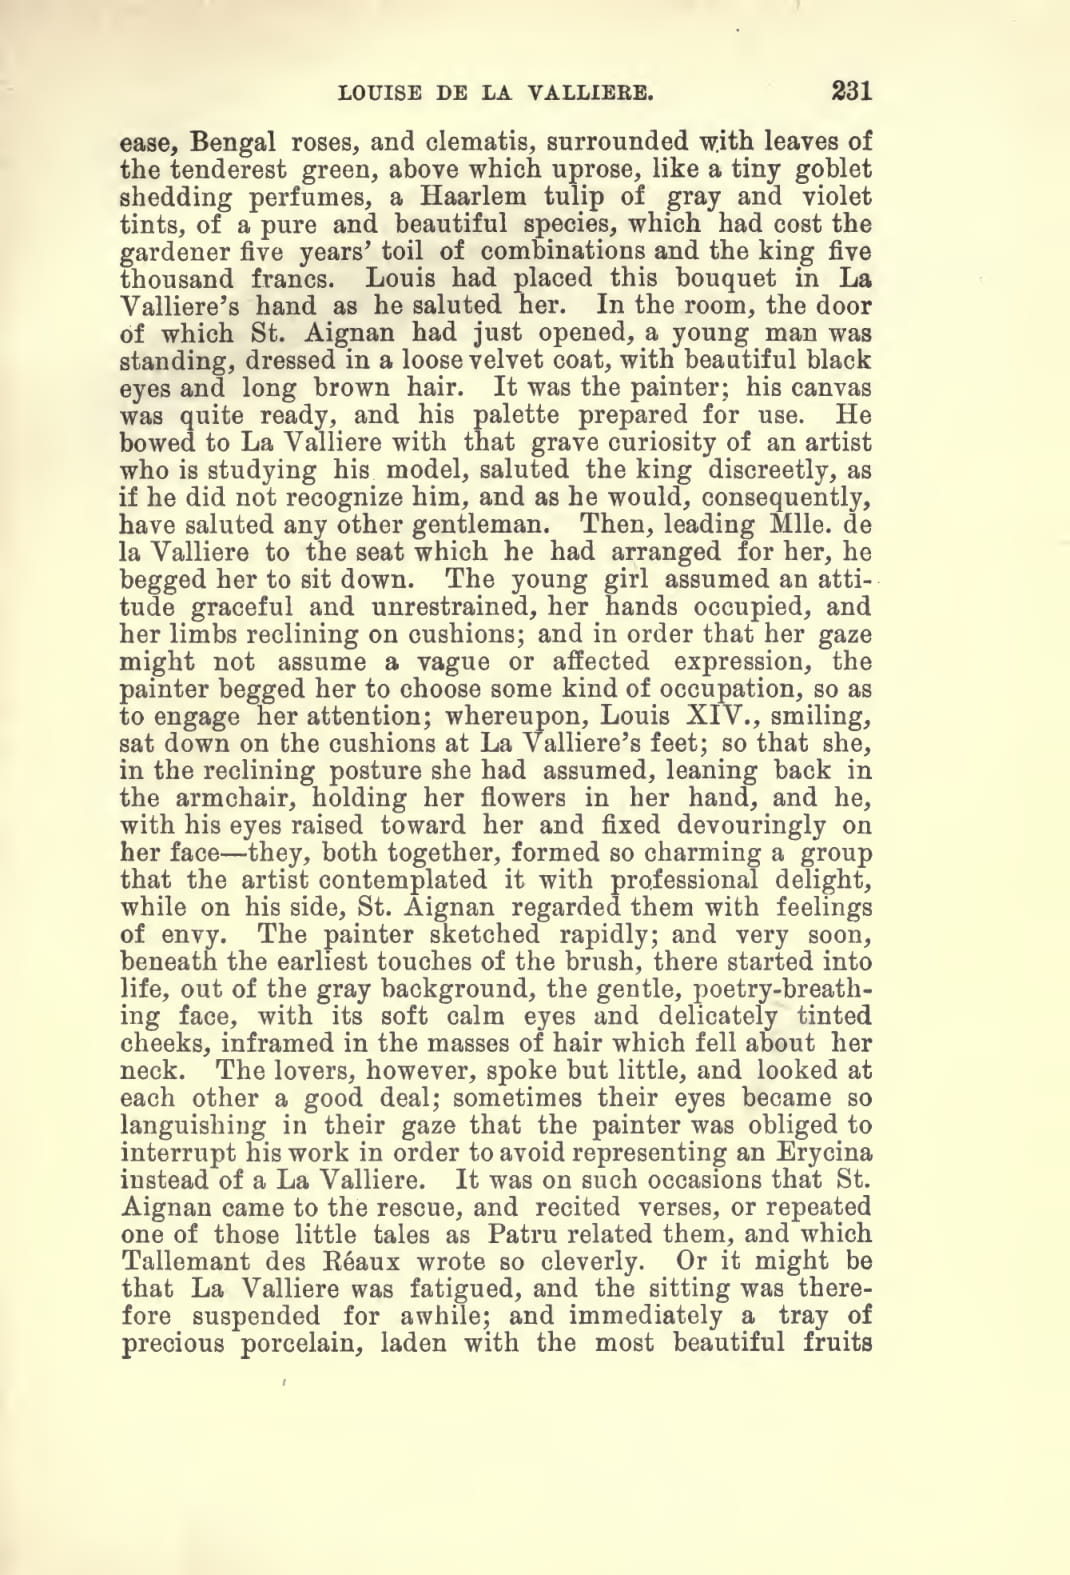 LOUISE DE LA VALLIERE. 231
ease, Bengal roses, and clematis, surrounded with leaves of
the tenderest green, above which uprose, like a tiny goblet
shedding perfumes, a Haarlem tulip of gray and violet
tints, of a pure and beautiful species, which had cost the
gardener five years’ toil of combinations and the king five
thousand francs. Louis had placed this bouquet in La
Valliere’s hand as he saluted her. In the room, the door
of which St. Aignan had just opened, a young man was
standing, dressed in a loose velvet coat, with beautiful black
eyes and long brown hair. It was the painter; his canvas
was quite ready, and his palette prepared for use. He
bowed to La Valliere with that grave curiosity of an artist
who is studying his model, saluted the king discreetly, as
if he did not recognize him, and as he would, consequently,
have saluted any other gentleman. Then, leading Mlle. de
la Valliere to the seat which he had arranged for her, he
begged her to sit down. The young girl assumed an atti-
tude graceful and unrestrained, her hands occupied, and
her limbs reclining on cushions; and in order that her gaze
might not assume a vague or affected expression, the
painter begged her to choose some kind of occupation, so as
to engage her attention; whereupon, Louis XIV., smiling,
sat down on the cushions at La Valliere’s feet; so that she,
in the reclining posture she had assumed, leaning back in
the armchair, holding her flowers in her hand, and he,
with his eyes raised toward her and fixed devouringly on
her face—they, both together, formed so charming a group
that the artist contemplated it with professional delight,
while on his side, St. Aignan regarded them with feelings
of envy. The painter sketched rapidly; and very soon,
beneath the earliest touches of the brush, there started into
life, out of the gray background, the gentle, poetry-breath-
ing face, with its soft calm eyes and delicately tinted
cheeks, inframed in the masses of hair which fell about her
neck. The lovers, however, spoke but little, and looked at
each other a good deal; sometimes their eyes became so
languishing in their gaze that the painter was obliged to
interrupt his work in order to avoid representing an Erycina
instead of a La Valliere. It was on such occasions that St.
Aignan came to the rescue, and recited verses, or repeated
one of those little tales as Patru related them, and which
Tallemant des Réaux wrote so cleverly. Or it might be
that La Valliere was fatigued, and the sitting was there-
fore suspended for awhile; and immediately a tray of
precious porcelain, laden with the most beautiful fruits